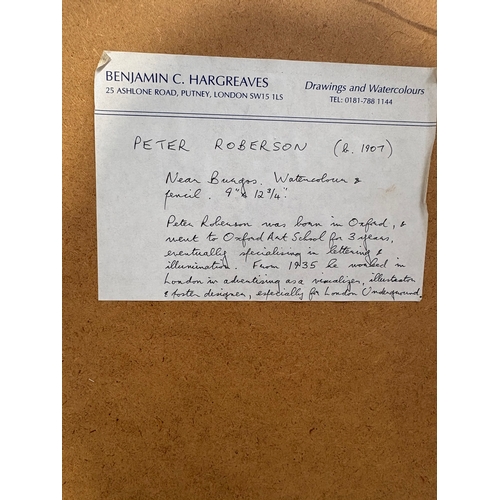 BENJAMIN C. HARGREAVES
25 ASHLONE ROAD, PUTNEY, LONDON SW15 1LS
Drawings and Watercolours
TEL: 0181-788 1144
PETER ROBERSON (b. 1907)
Near Burgos. Watercolour &
pencil. 9" x 12 3/4".
Peter Roberson was born in Oxford, &
went to Oxford Art School for 3 years,
eventually specialising in lettering &
illumination. From 1935 he worked in
London in advertising as a visualizer, illustrator
& poster designer, especially for London Underground